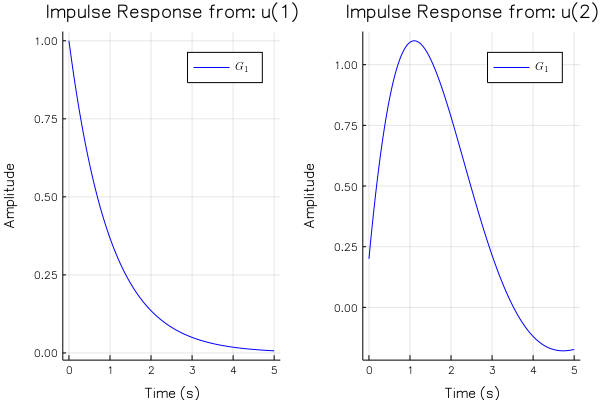 Impulse Response from: u(1)
Amplitude
1.00
0.75
0.50
0.25
0.00
G₁
0 1 2 3 4 5
Time (s)
Impulse Response from: u(2)
Amplitude
1.00
0.75
0.50
0.25
0.00
G₁
0 1 2 3 4 5
Time (s)